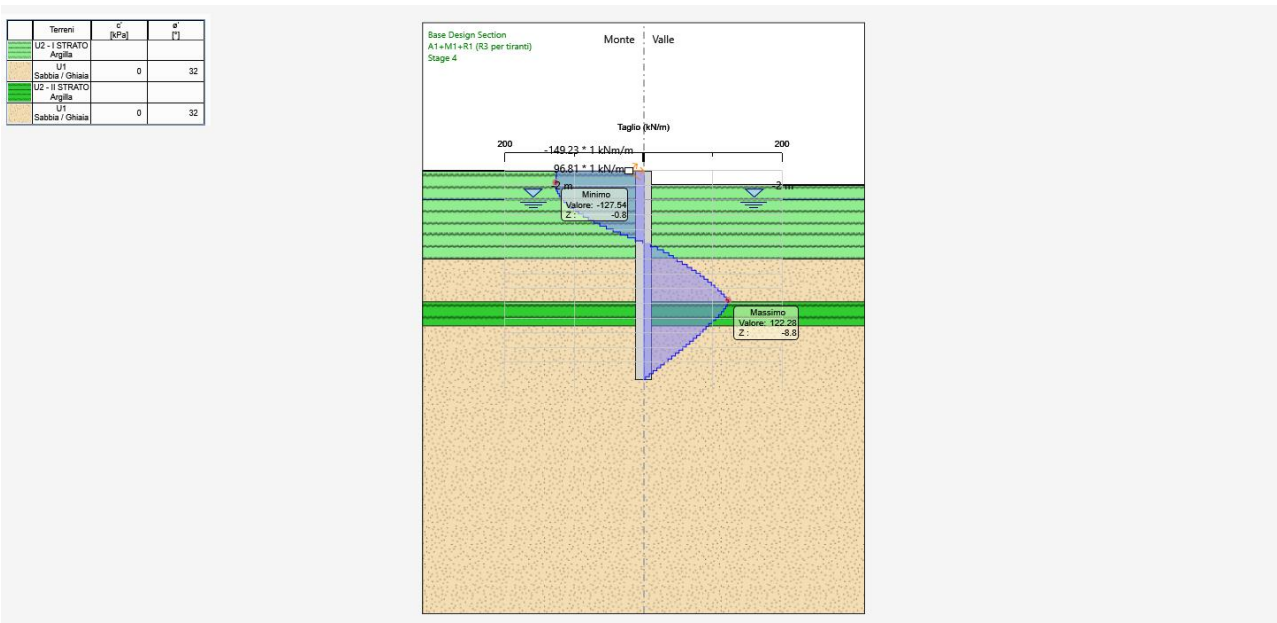 Terreni c' ø'
[kPa] [°]
U2 - I STRATO
Argilla
U1
Sabbia / Ghiaia 0 32
U2 - II STRATO
Argilla
U1
Sabbia / Ghiaia 0 32
Base Design Section
A1+M1+R1 (R3 per tiranti)
Stage 4
Monte Valle
Taglio (kN/m)
200 200
-149.23 * 1 kNm/m
96.81 * 1 kN/m
-2 m
Minimo
Valore: -127.54
Z : -0.8
Massimo
Valore: 122.28
Z : -8.8